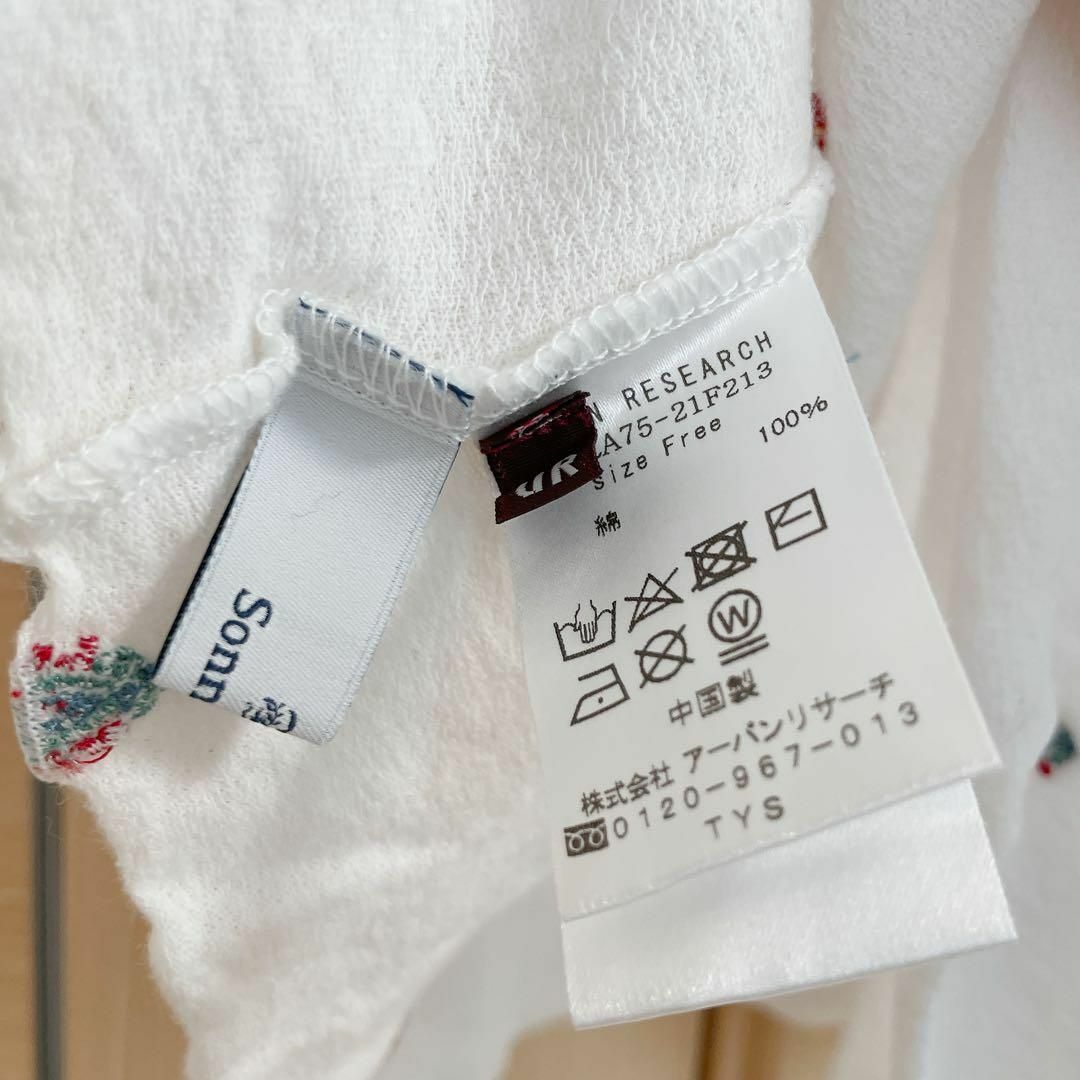 N RESEARCH
A75-21F213
Size Free
綿 100%
UR
W
中国製
株式会社 アーバンリサーチ
0120-967-013
TYS
Sonn